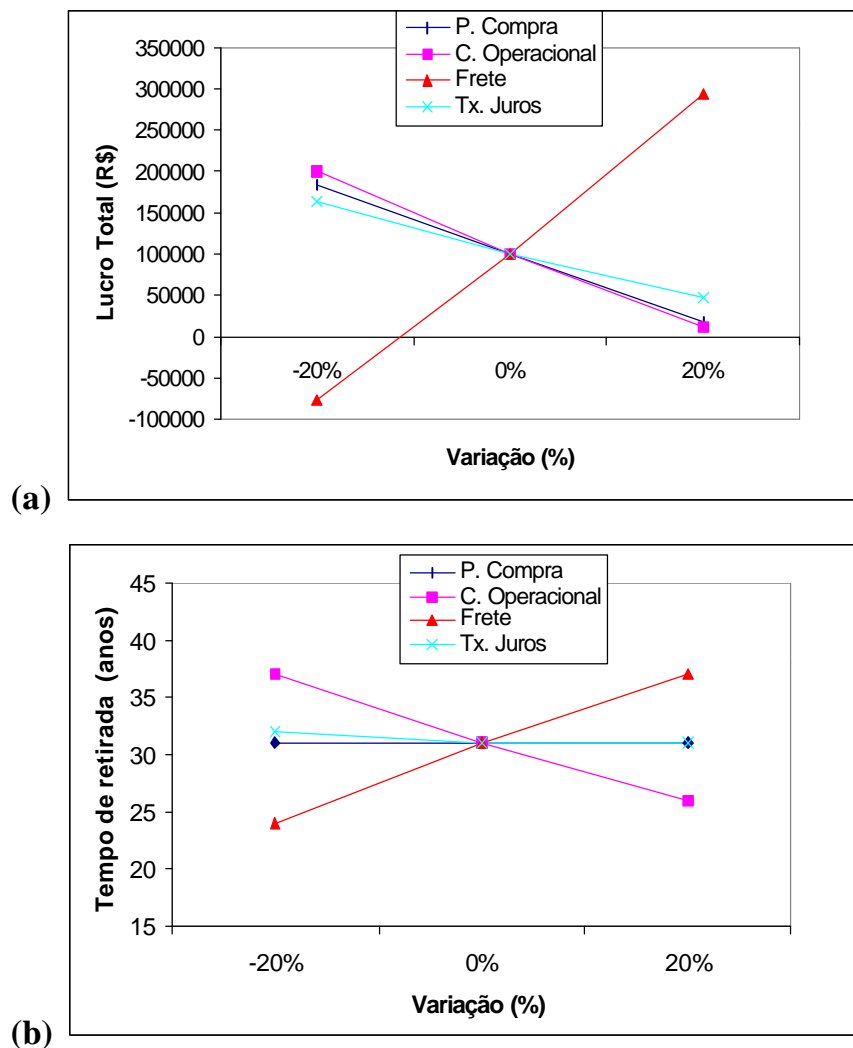 P. Compra
C. Operacional
Frete
Tx. Juros
Lucro Total (R$)
350000
300000
250000
200000
150000
100000
50000
0
-50000
-100000
-20%
0%
20%
Variação (%)
(a)
P. Compra
C. Operacional
Frete
Tx. Juros
Tempo de retirada (anos)
45
40
35
30
25
20
15
-20%
0%
20%
Variação (%)
(b)